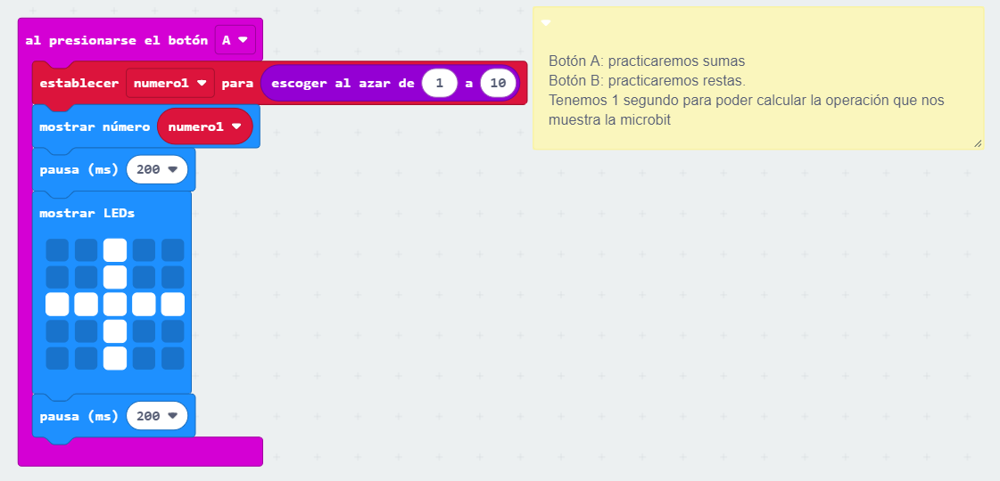 al presionarse el botón A
establecer numero1 para escoger al azar de 1 a 10
mostrar número numero1
pausa (ms) 200
mostrar LEDs
pausa (ms) 200
Botón A: practicaremos sumas
Botón B: practicaremos restas.
Tenemos 1 segundo para poder calcular la operación que nos
muestra la microbit